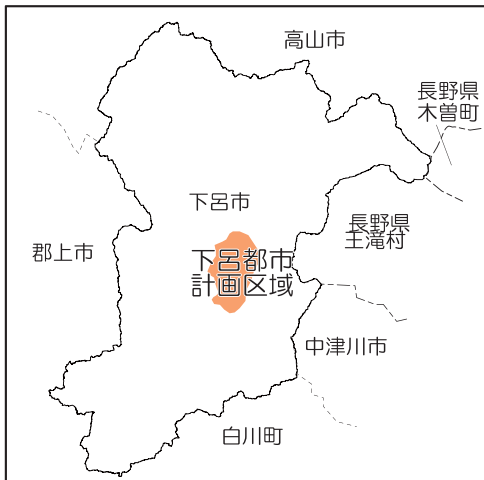 高山市
長野県
木曽町
下呂市
長野県
王滝村
郡上市
下呂都市
計画区域
中津川市
白川町